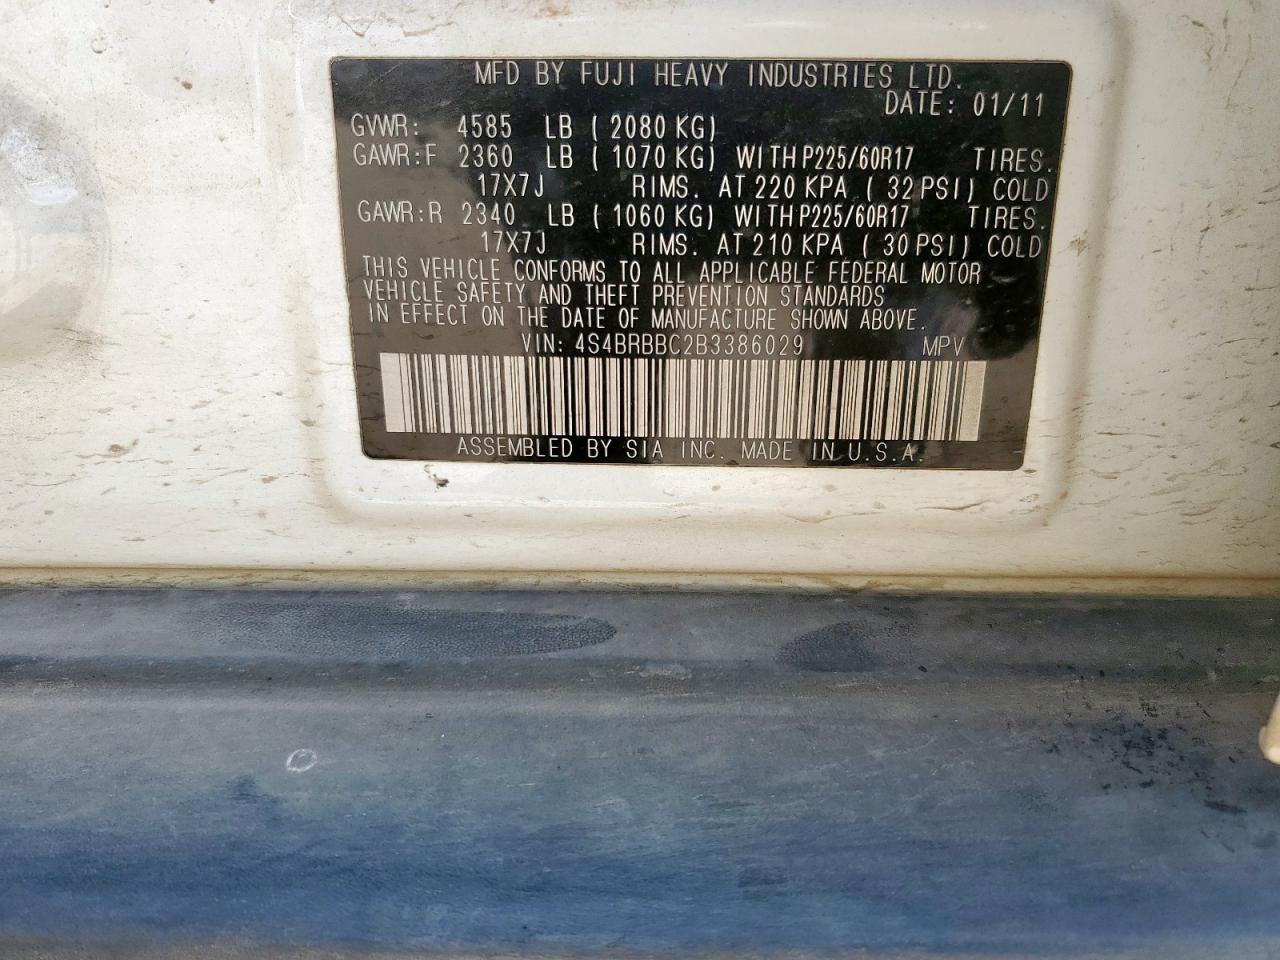 MFD BY FUJI HEAVY INDUSTRIES LTD.
DATE: 01/11
GVWR: 4585 LB ( 2080 KG)
GAWR:F 2360 LB ( 1070 KG) WITH P225/60R17 TIRES.
17X7J RIMS. AT 220 KPA ( 32 PSI) COLD
GAWR:R 2340 LB ( 1060 KG) WITH P225/60R17 TIRES.
17X7J RIMS. AT 210 KPA ( 30 PSI) COLD
THIS VEHICLE CONFORMS TO ALL APPLICABLE FEDERAL MOTOR
VEHICLE SAFETY AND THEFT PREVENTION STANDARDS
IN EFFECT ON THE DATE OF MANUFACTURE SHOWN ABOVE.
VIN: 4S4BRBBC2B3386029 MPV
ASSEMBLED BY SIA INC. MADE IN U.S.A.